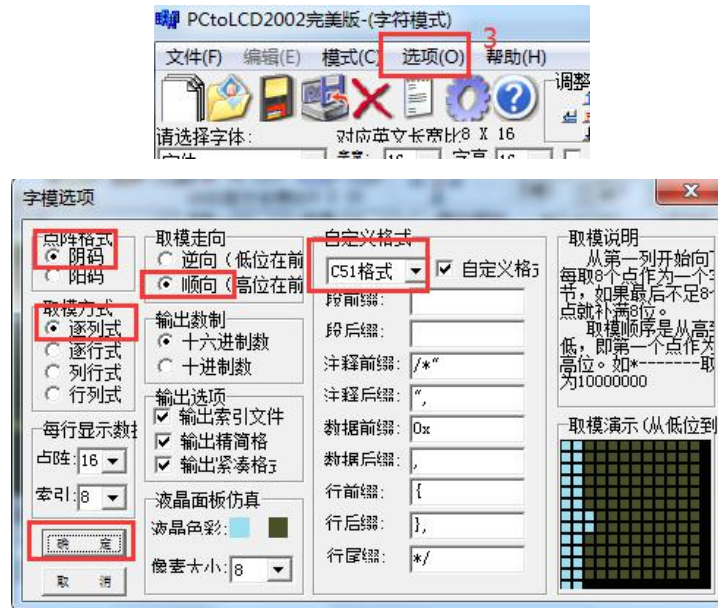 PCtoLCD2002完美版-(字符模式)
3
文件(F) 编辑(E) 模式(C) 选项(O) 帮助(H)
调整
请选择字体: 对应英文长宽比8 X 16
字模选项
点阵格式
阴码
阳码
取模方式
逐列式
逐行式
列行式
行列式
每行显示数据
点阵: 16
索引: 8
确 定
取 消
取模走向
逆向(低位在前
顺向(高位在前
输出数制
十六进制数
十进制数
输出选项
输出索引文件
输出精简格
输出紧凑格式
液晶面板仿真
液晶色彩:
像素大小: 8
自定义格式
C51格式 自定义格式
段前缀:
段后缀:
注释前缀: /*"
注释后缀: ",
数据前缀: 0x
数据后缀: ,
行前缀: {
行后缀: },
行尾缀: */
取模说明
从第一列开始向下
每取8个点作为一个字
节，如果最后不足8个
点就补满8位。
取模顺序是从高到
低，即第一个点作为
高位。如*-------取
为10000000
取模演示(从低位到